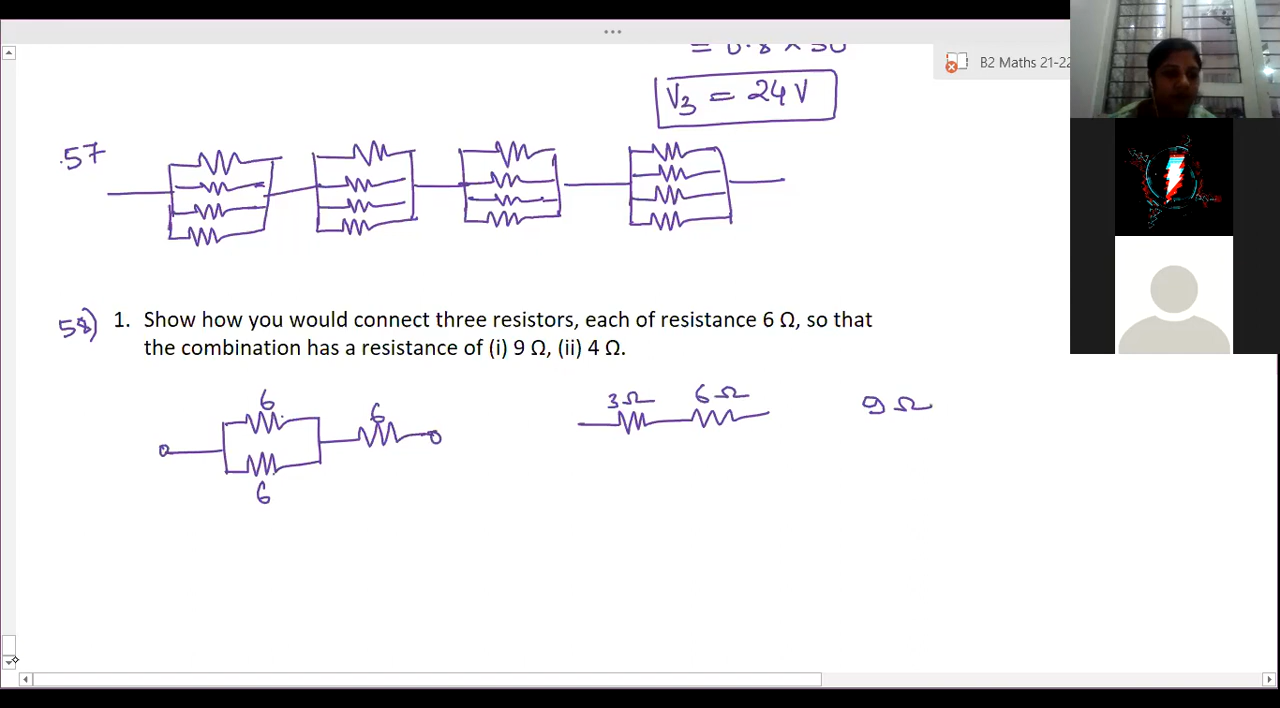 = 0.8 × 30
B2 Maths 21-22
V3 = 24 V
.57
58) 1. Show how you would connect three resistors, each of resistance 6 Ω, so that
the combination has a resistance of (i) 9 Ω, (ii) 4 Ω.
6 6 3Ω 6Ω 9Ω
6